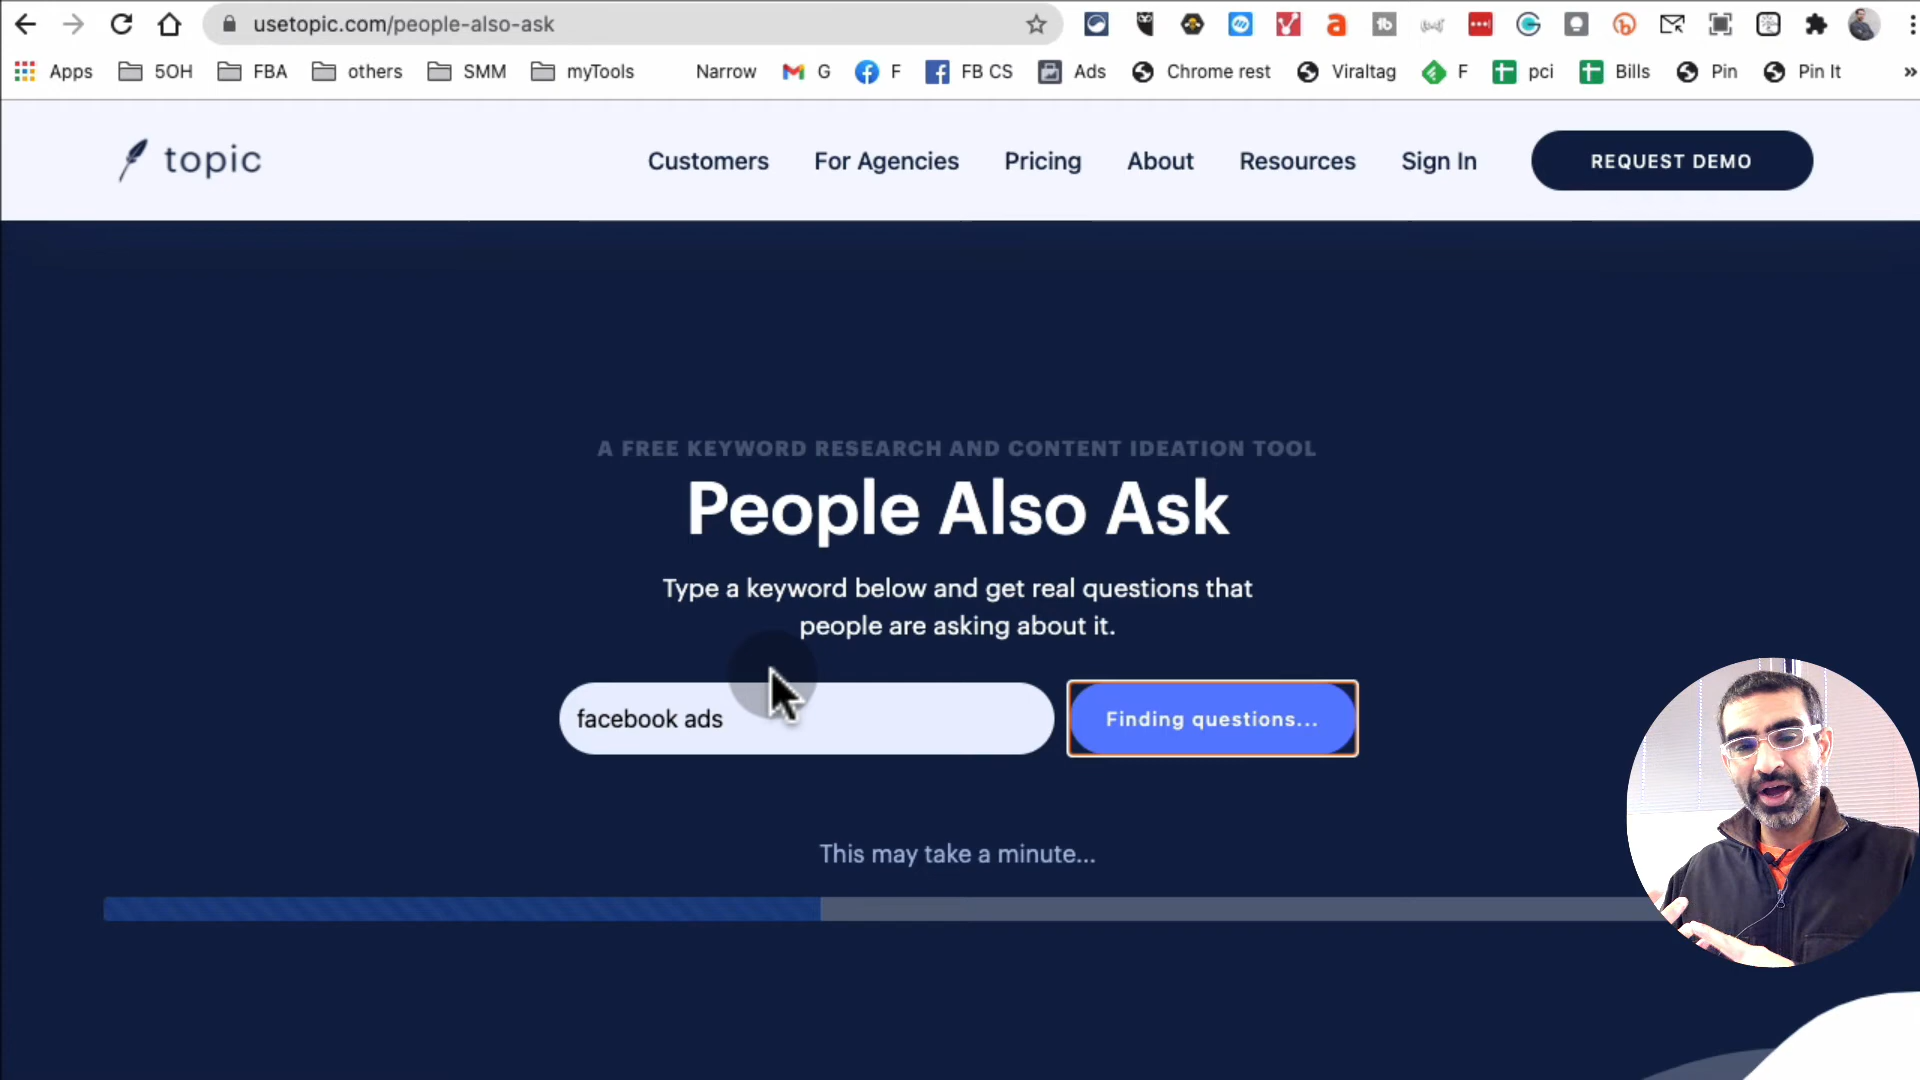 usetopic.com/people-also-ask
Apps 5OH FBA others SMM myTools Narrow G F FB CS Ads Chrome rest Viraltag F pci Bills Pin Pin It »
topic Customers For Agencies Pricing About Resources Sign In REQUEST DEMO
A FREE KEYWORD RESEARCH AND CONTENT IDEATION TOOL
People Also Ask
Type a keyword below and get real questions that
people are asking about it.
facebook ads Finding questions...
This may take a minute...